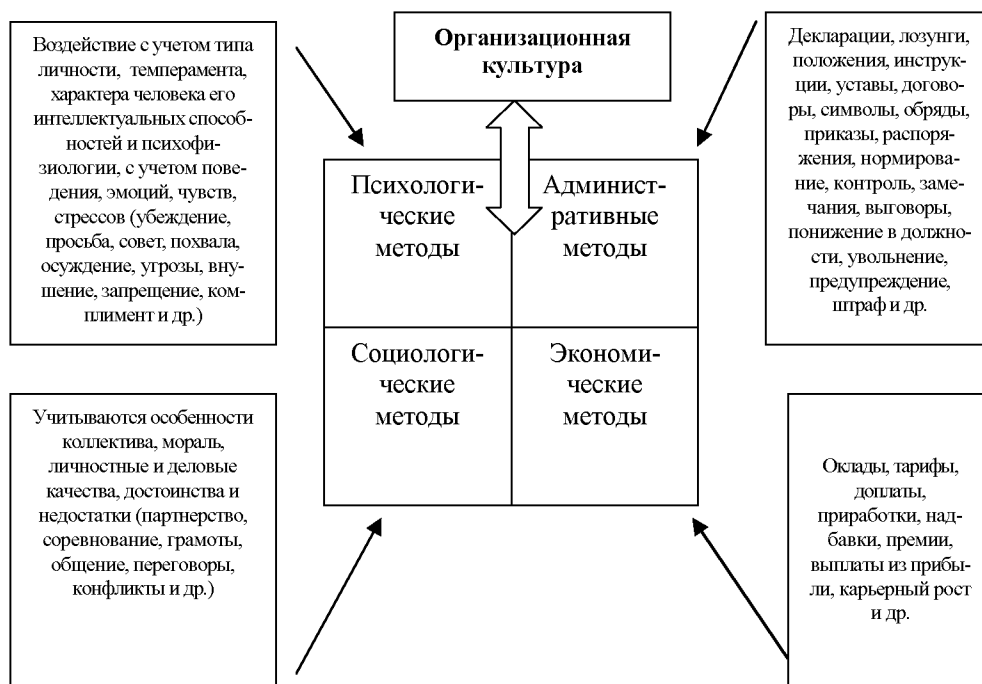 Воздействие с учетом типа
личности, темперамента,
характера человека его
интеллектуальных способ-
ностей и психофи-
зиологии, с учетом пове-
дения, эмоций, чувств,
стрессов (убеждение,
просьба, совет, похвала,
осуждение, угрозы, вну-
шение, запрещение, ком-
плимент и др.)
Организационная
культура
Декларации, лозунги,
положения, инструк-
ции, уставы, догово-
ры, символы, обряды,
приказы, распоря-
жения, нормирова-
ние, контроль, заме-
чания, выговоры,
понижение в должно-
сти, увольнение,
предупреждение,
штраф и др.
Психологи-
ческие
методы
Админист-
ративные
методы
Социологи-
ческие
методы
Экономи-
ческие
методы
Учитываются особенности
коллектива, мораль,
личностные и деловые
качества, достоинства и
недостатки (партнерство,
соревнование, грамоты,
общение, переговоры,
конфликты и др.)
Оклады, тарифы,
доплаты,
приработки, над-
бавки, премии,
выплаты из прибы-
ли, карьерный рост
и др.